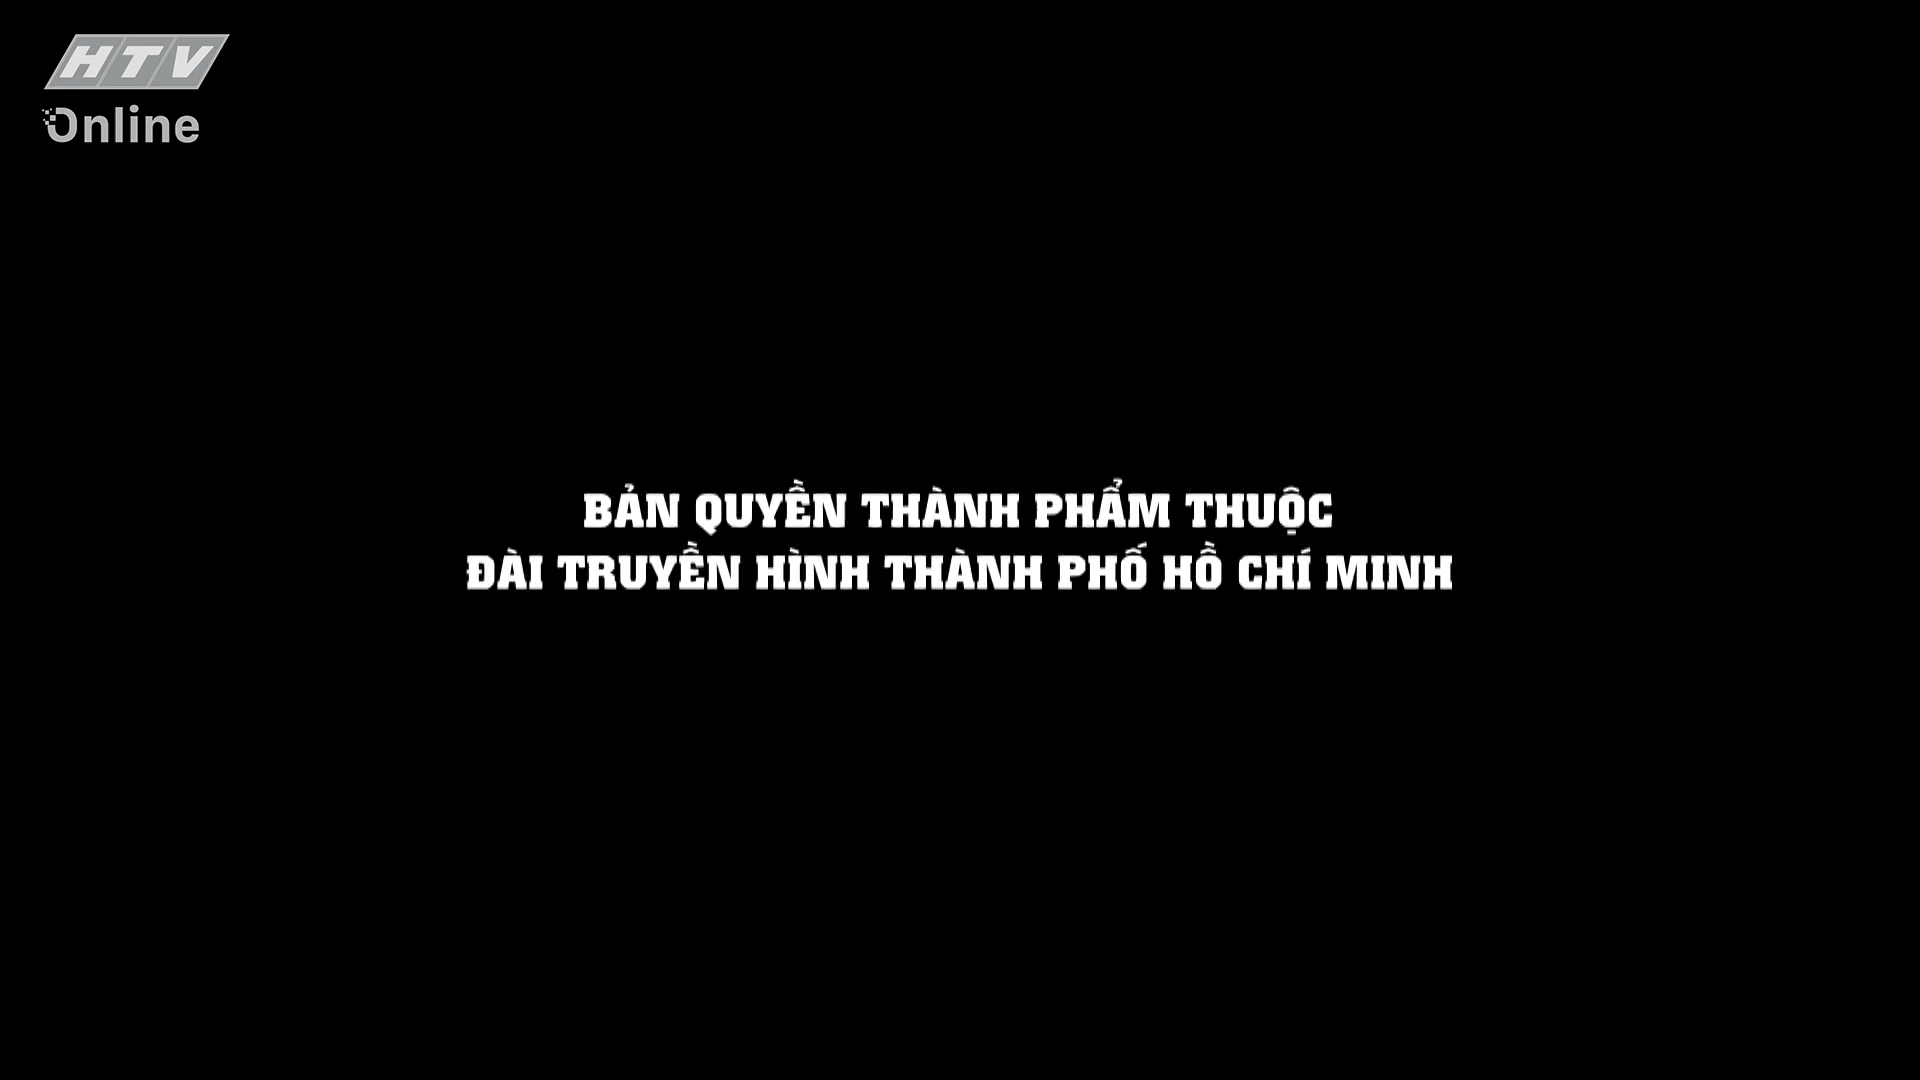 HTV
Online
BẢN QUYỀN THÀNH PHẨM THUỘC
ĐÀI TRUYỀN HÌNH THÀNH PHỐ HỒ CHÍ MINH